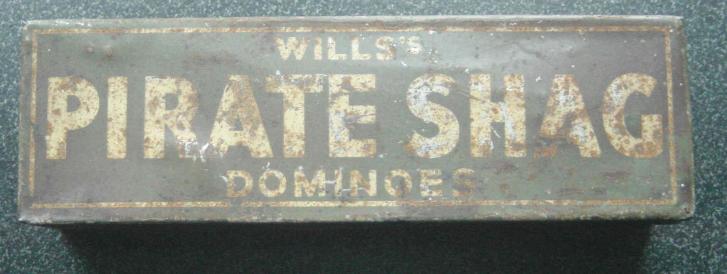 WILLS'S
PIRATE SHAG
DOMINOES